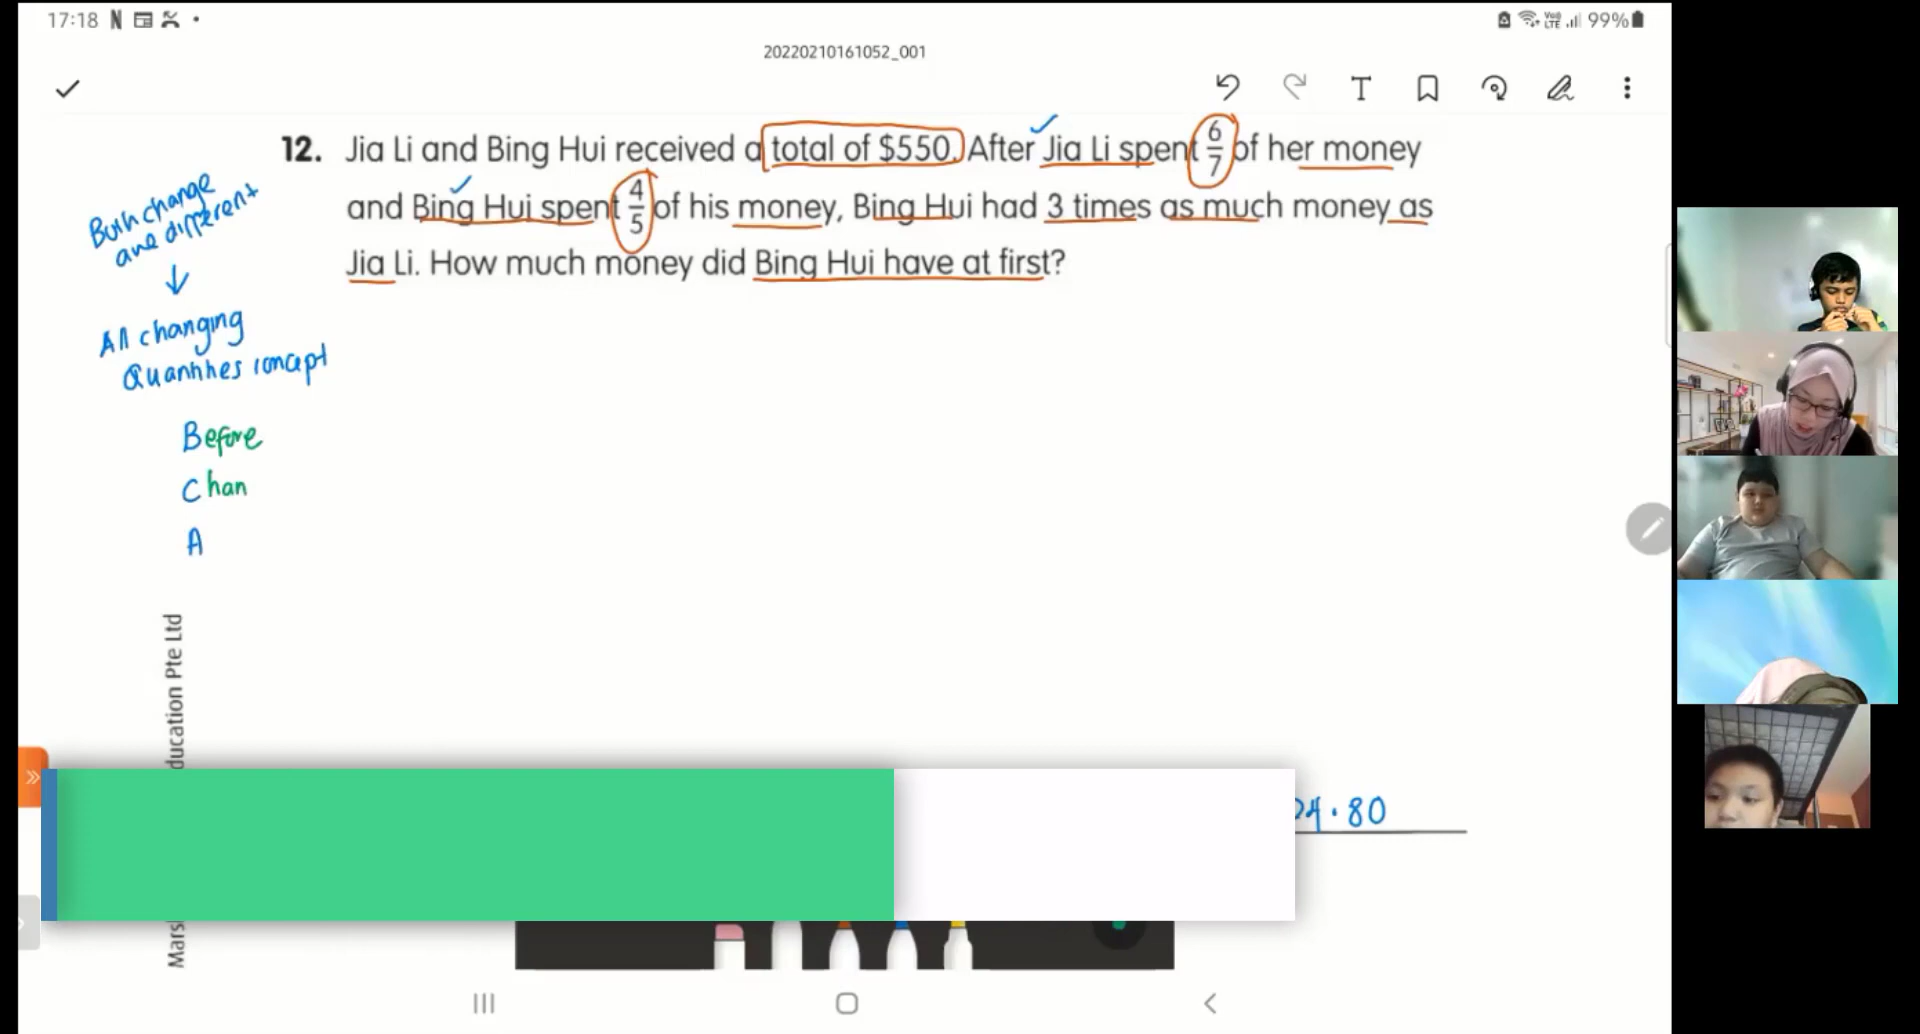 17:18
99%
20220210161052_001
12. Jia Li and Bing Hui received a total of $550. After Jia Li spent 6/7 of her money
and Bing Hui spent 4/5 of his money, Bing Hui had 3 times as much money as
Jia Li. How much money did Bing Hui have at first?
Both change
are different
All changing
Quantities concept
Before
Chan
A
ducation Pte Ltd
Mars
4.80